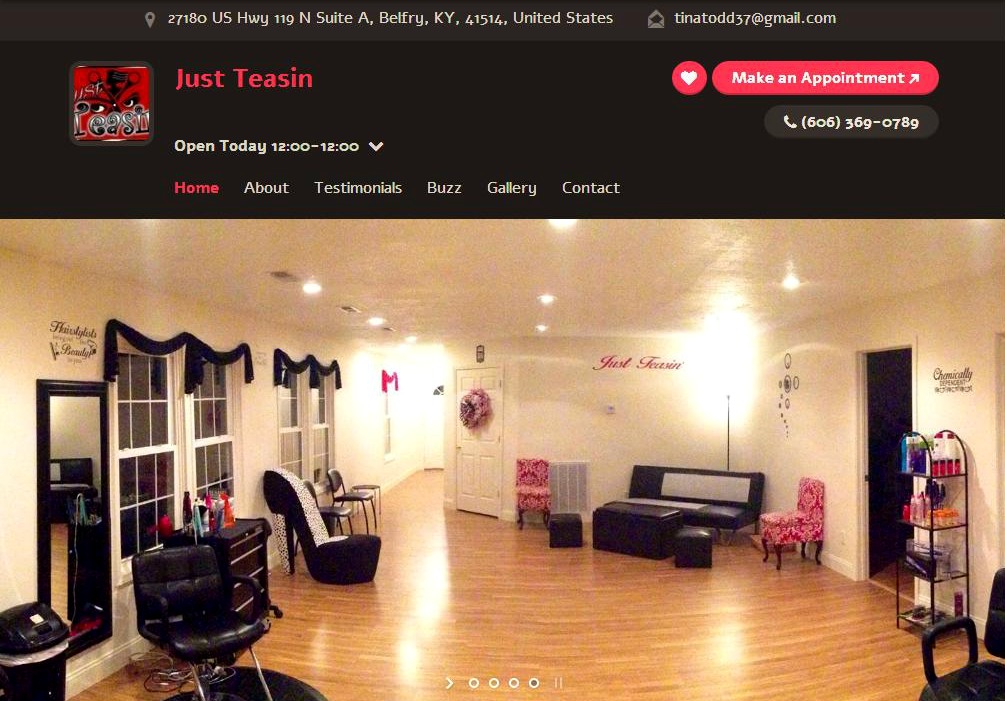 27180 US Hwy 119 N Suite A, Belfry, KY, 41514, United States
tinatodd37@gmail.com
Just Teasin
Just
Teasin
Make an Appointment
(606) 369-0789
Open Today 12:00-12:00
Home About Testimonials Buzz Gallery Contact
Hairstylists
Beauty
M
Just Teasin'
Chemically
DEPENDENT